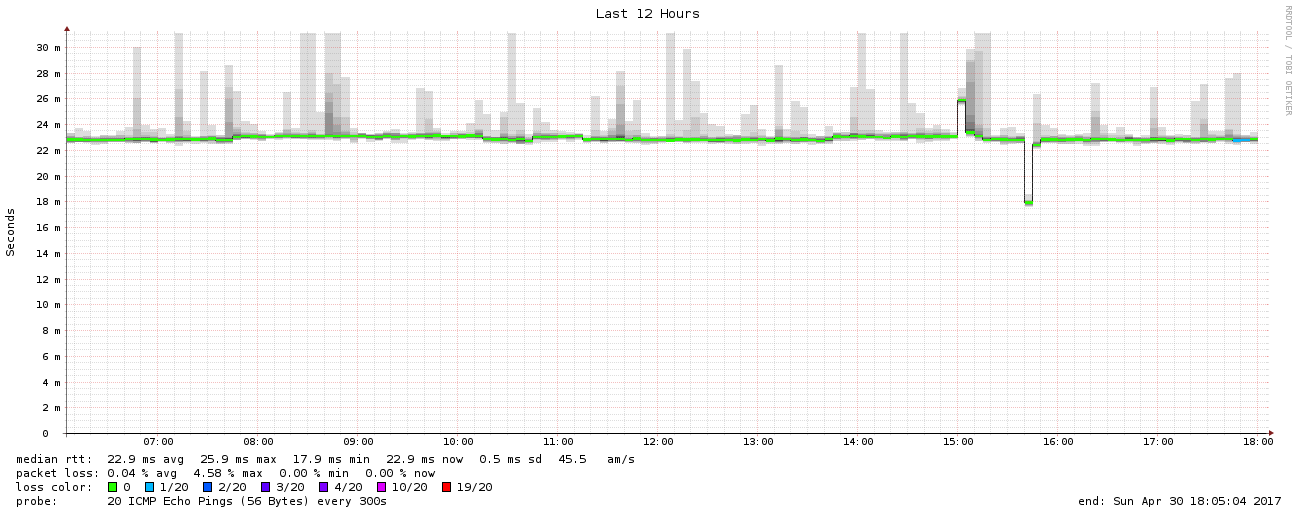 Last 12 Hours
RRDTOOL / TOBI OETIKER
Seconds
30 m
28 m
26 m
24 m
22 m
20 m
18 m
16 m
14 m
12 m
10 m
8 m
6 m
4 m
2 m
0
07:00 08:00 09:00 10:00 11:00 12:00 13:00 14:00 15:00 16:00 17:00 18:00
median rtt: 22.9 ms avg 25.9 ms max 17.9 ms min 22.9 ms now 0.5 ms sd 45.5 am/s
packet loss: 0.04 % avg 4.58 % max 0.00 % min 0.00 % now
loss color: 0 1/20 2/20 3/20 4/20 10/20 19/20
probe: 20 ICMP Echo Pings (56 Bytes) every 300s end: Sun Apr 30 18:05:04 2017